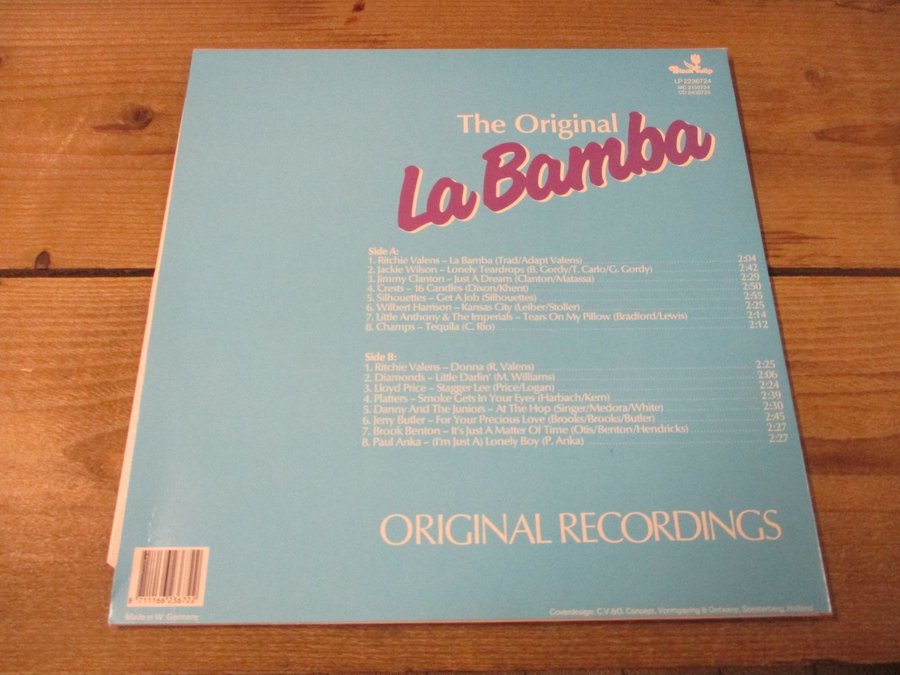 Black Tulip
LP 2236724
MC 2136724
CD 2436724
The Original
La Bamba
Side A:
1. Ritchie Valens – La Bamba (Trad/Adapt Valens) 2:04
2. Jackie Wilson – Lonely Teardrops (B. Gordy/T. Carlo/G. Gordy) 2:42
3. Jimmy Clanton – Just A Dream (Clanton/Matassa) 2:29
4. Crests – 16 Candles (Dixon/Khent) 2:50
5. Silhouettes – Get A Job (Silhouettes) 2:55
6. Wilbert Harrison – Kansas City (Leiber/Stoller) 2:25
7. Little Anthony & The Imperials – Tears On My Pillow (Bradford/Lewis) 2:14
8. Champs – Tequila (C. Rio) 2:12
Side B:
1. Ritchie Valens – Donna (R. Valens) 2:25
2. Diamonds – Little Darlin' (M. Williams) 2:06
3. Lloyd Price – Stagger Lee (Price/Logan) 2:24
4. Platters – Smoke Gets In Your Eyes (Harbach/Kern) 2:39
5. Danny And The Juniors – At The Hop (Singer/Medora/White) 2:30
6. Jerry Butler – For Your Precious Love (Brooks/Brooks/Butler) 2:45
7. Brook Benton – It's Just A Matter Of Time (Otis/Benton/Hendricks) 2:27
8. Paul Anka – (I'm Just A) Lonely Boy (P. Anka) 2:27
ORIGINAL RECORDINGS
8 711166 236722
Made in W. Germany
Coverdesign: C.V.&O. Concept, Vormgeving & Ontwerp, Soesterberg, Holland